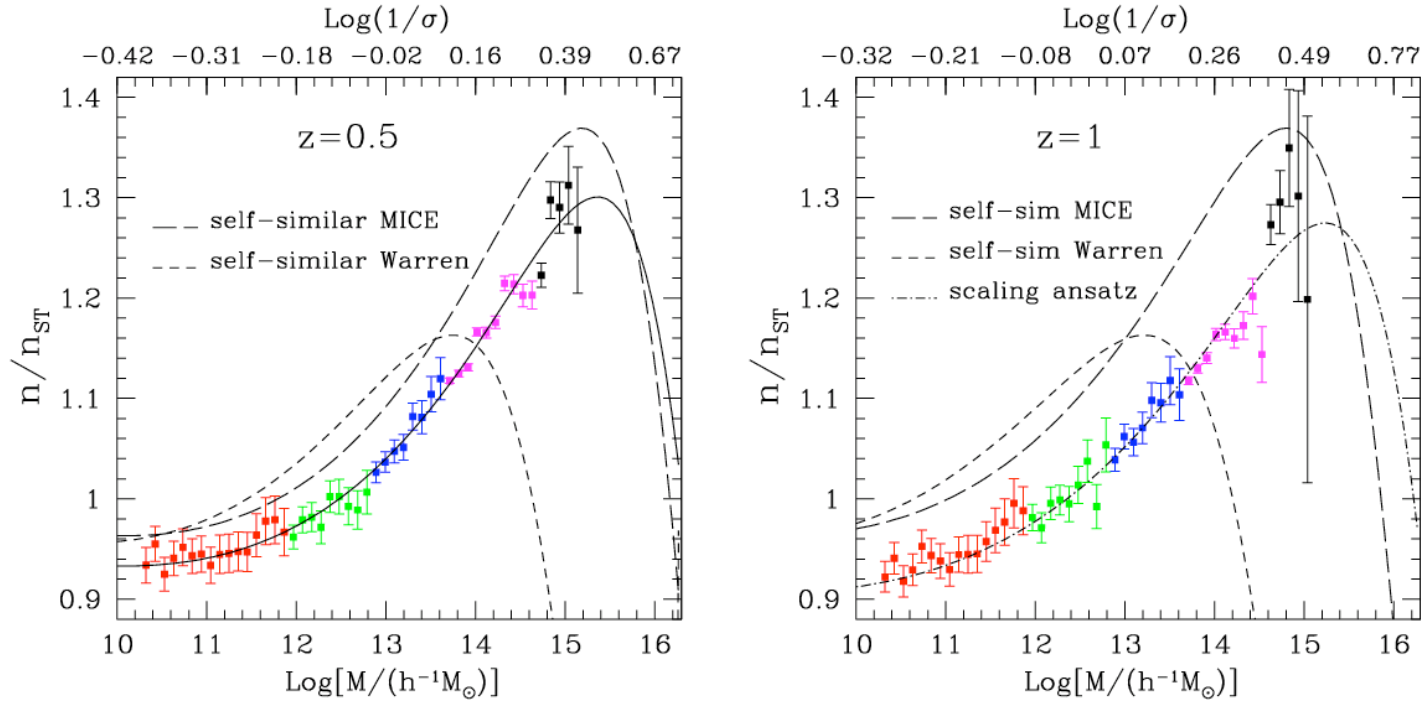 Log(1/σ)
−0.42 −0.31 −0.18 −0.02 0.16 0.39 0.67
1.4
1.3
1.2
1.1
1
0.9
n/n_ST
z=0.5
self-similar MICE
self-similar Warren
10 11 12 13 14 15 16
Log[M/(h⁻¹M⊙)]
Log(1/σ)
−0.32 −0.21 −0.08 0.07 0.26 0.49 0.77
1.4
1.3
1.2
1.1
1
0.9
n/n_ST
z=1
self-sim MICE
self-sim Warren
scaling ansatz
10 11 12 13 14 15 16
Log[M/(h⁻¹M⊙)]